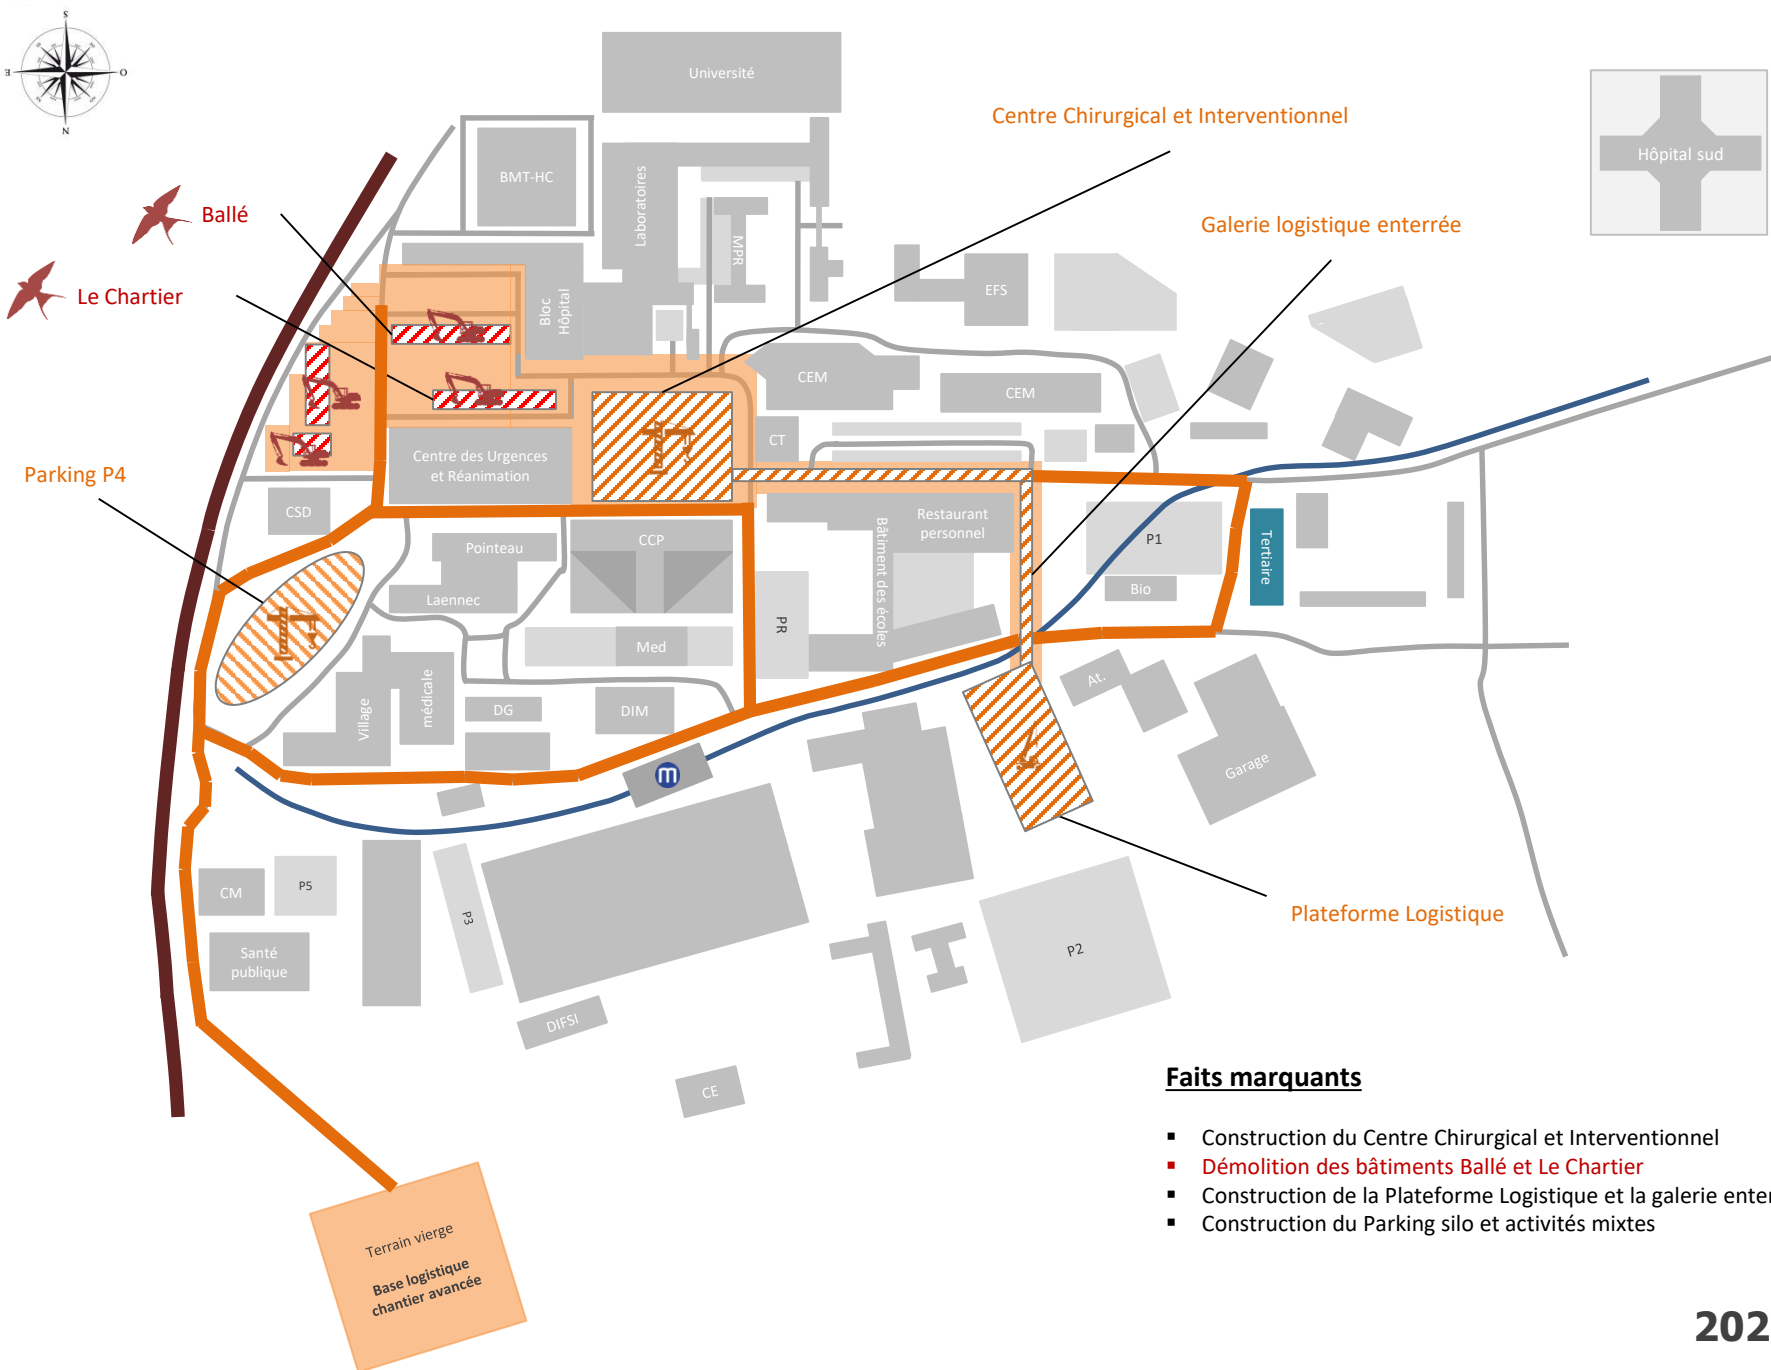 S
E
O
N
Université
Centre Chirurgical et Interventionnel
Hôpital sud
BMT-HC
Laboratoires
Ballé
MPR
Galerie logistique enterrée
Le Chartier
Bloc
Hôpital
EFS
CEM
CEM
CT
Centre des Urgences
et Réanimation
Parking P4
CSD
Restaurant
personnel
Bâtiment des écoles
CCP
Pointeau
P1
Tertiaire
Laennec
Bio
PR
Med
At.
Village
médicale
DG
DIM
m
Garage
CM
P5
P3
Plateforme Logistique
P2
Santé
publique
DIFSI
CE
Faits marquants
▪ Construction du Centre Chirurgical et Interventionnel
▪ Démolition des bâtiments Ballé et Le Chartier
▪ Construction de la Plateforme Logistique et la galerie enter
▪ Construction du Parking silo et activités mixtes
Terrain vierge
Base logistique
chantier avancée
202